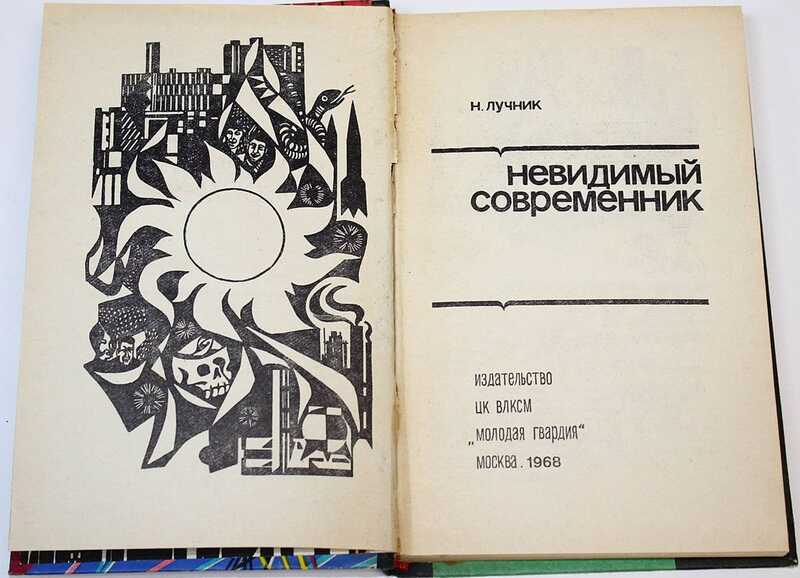 Н. ЛУЧНИК
невидимый
современник
издательство
цк влксм
„молодая гвардия“
москва . 1968